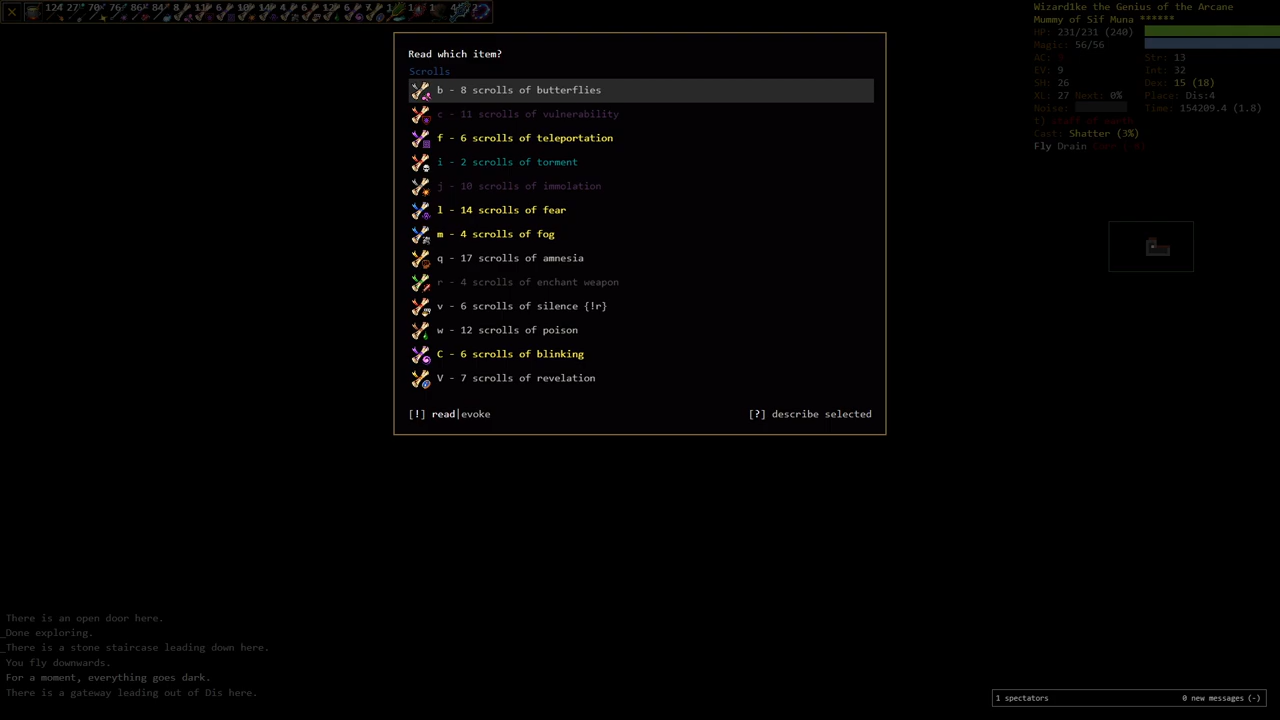 Wizard1ke the Genius of the Arcane
Mummy of Sif Muna ******
HP: 231/231 (240)
Magic: 56/56
AC:
Str: 13
EV: 9
Int: 32
SH: 26
Dex: 15 (18)
XL: 27 Next: 0%
Place: Dis:4
Noise:
Time: 154209.4 (1.8)
t) staff of earth
Cast: Shatter (3%)
Fly Drain
Read which item?
Scrolls
b - 8 scrolls of butterflies
c - 11 scrolls of vulnerability
f - 6 scrolls of teleportation
i - 2 scrolls of torment
j - 10 scrolls of immolation
l - 14 scrolls of fear
m - 4 scrolls of fog
q - 17 scrolls of amnesia
r - 4 scrolls of enchant weapon
v - 6 scrolls of silence {!r}
w - 12 scrolls of poison
C - 6 scrolls of blinking
V - 7 scrolls of revelation
[!] read|evoke
[?] describe selected
There is an open door here.
_Done exploring.
_There is a stone staircase leading down here.
You fly downwards.
For a moment, everything goes dark.
There is a gateway leading out of Dis here.
1 spectators
0 new messages (-)